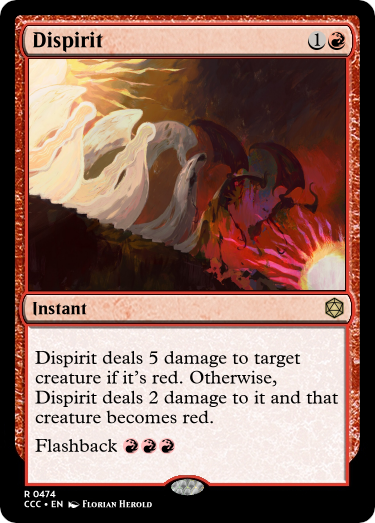 Dispirit 1
Instant
Dispirit deals 5 damage to target
creature if it's red. Otherwise,
Dispirit deals 2 damage to it and that
creature becomes red.
Flashback
R 0474
CCC • EN Florian Herold